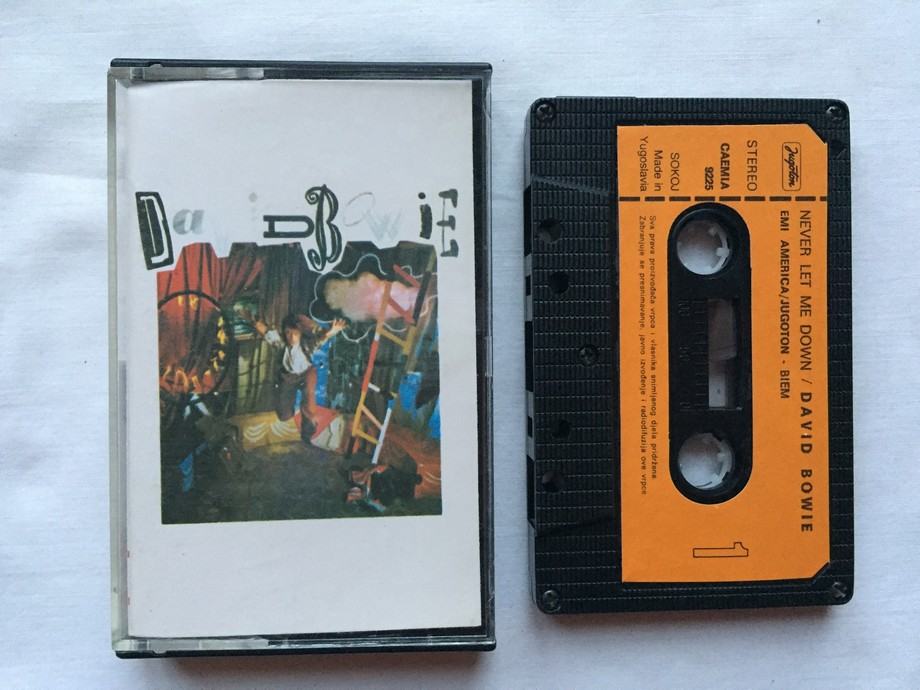 DavidBowiE
Jugoton
STEREO
CAEMIA
9225
SOKOJ
Made in
Yugoslavia
NEVER LET ME DOWN / DAVID BOWIE
EMI AMERICA/JUGOTON - BIEM
Sva prava proizvođača vrpce i vlasnika snimljenog djela pridržana.
Zabranjuje se presnimavanje, javno izvođenje i radiodifuzija ove vrpce
1